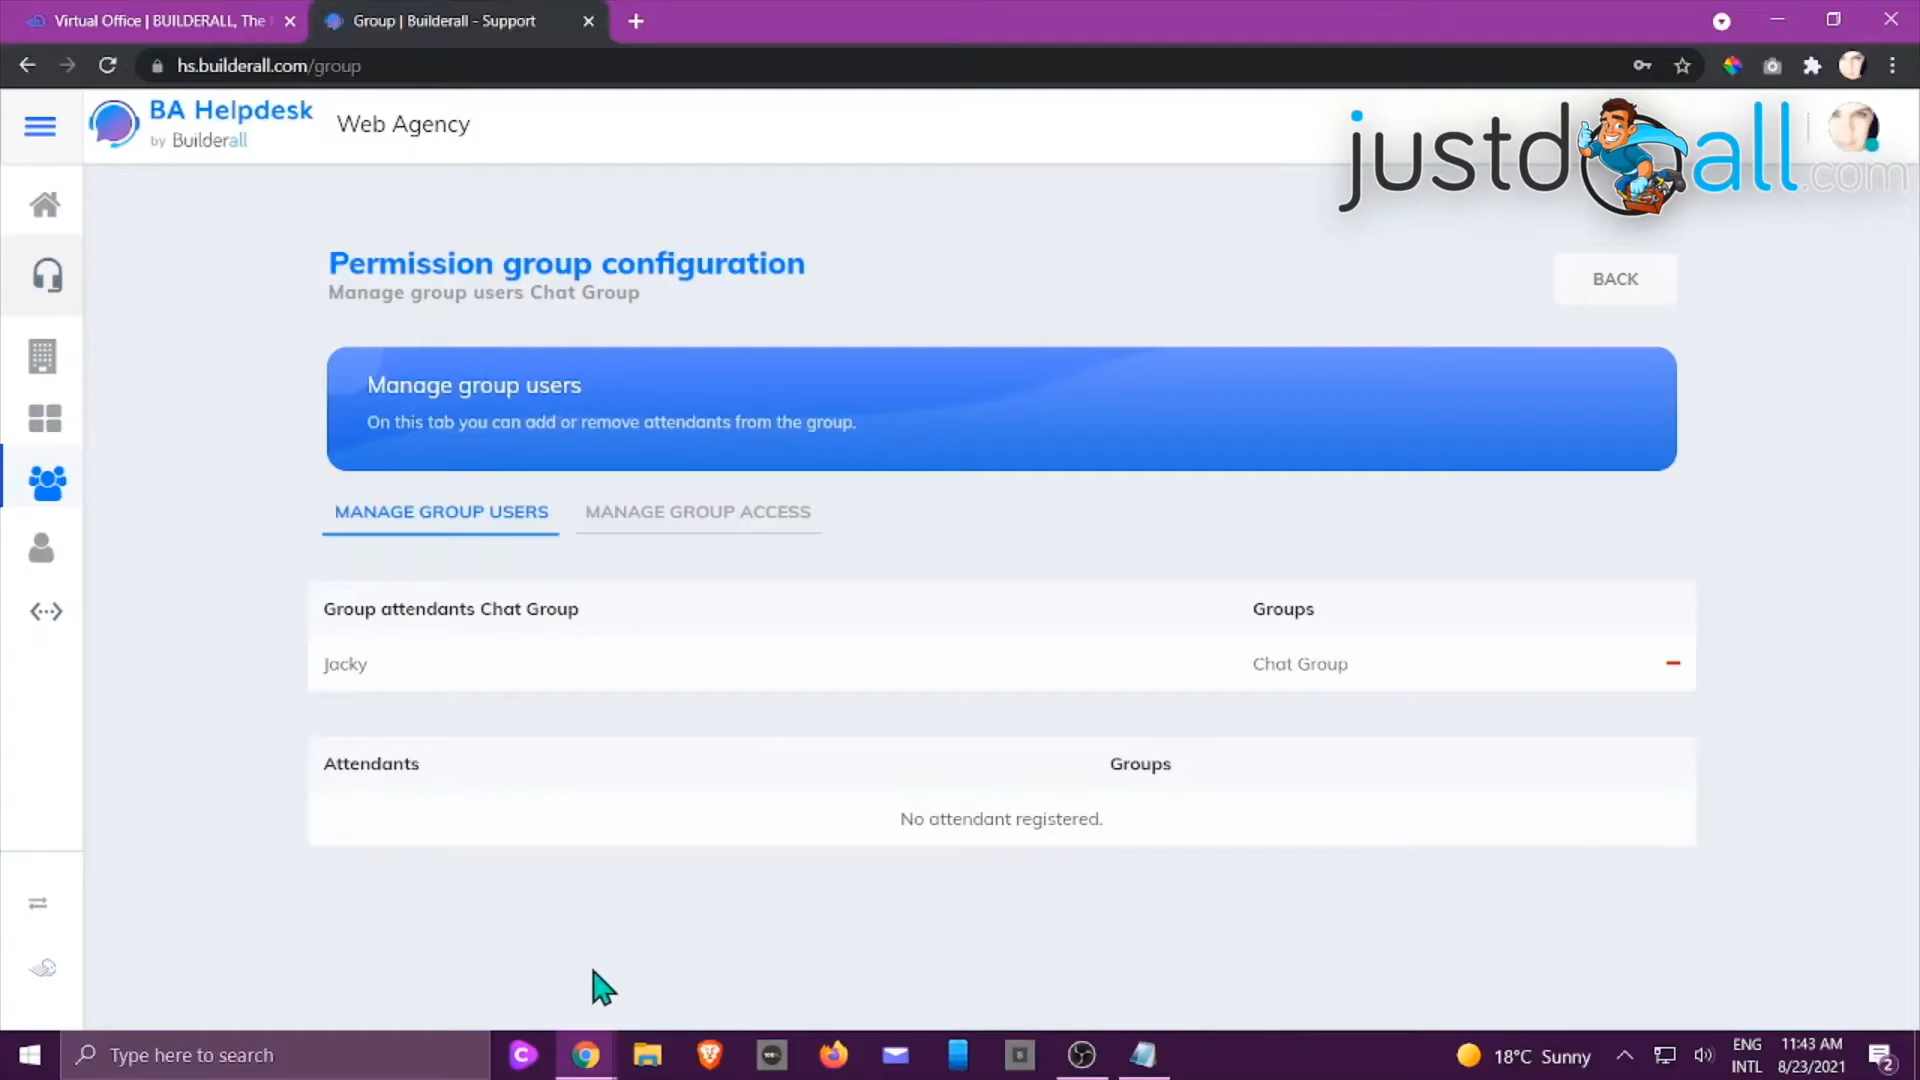 Virtual Office | BUILDERALL, The
Group | Builderall - Support
hs.builderall.com/group
BA Helpdesk
by Builderall
Web Agency
justdoall.com
Permission group configuration
Manage group users Chat Group
BACK
Manage group users
On this tab you can add or remove attendants from the group.
MANAGE GROUP USERS
MANAGE GROUP ACCESS
Group attendants Chat Group
Groups
Jacky
Chat Group
Attendants
Groups
No attendant registered.
Type here to search
18°C Sunny
ENG
INTL
11:43 AM
8/23/2021
2